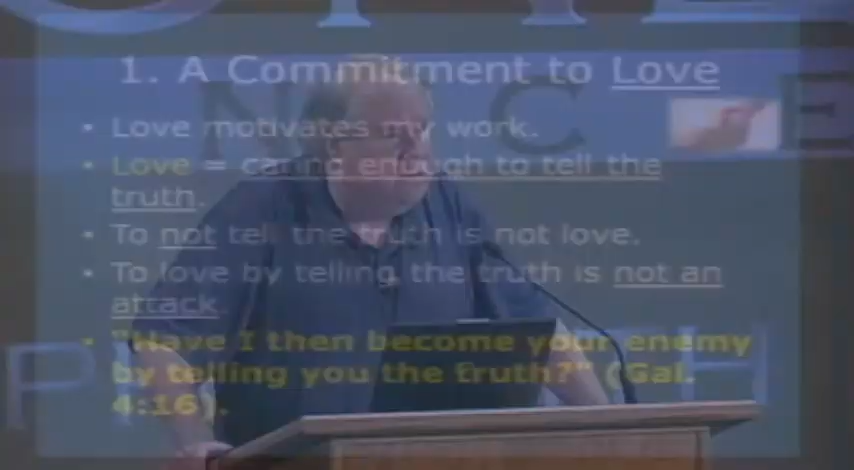 1. A Commitment to Love
• Love motivates my work.
• Love = caring enough to tell the
truth.
• To not tell the truth is not love.
• To love by telling the truth is not an
attack.
• "Have I then become your enemy
by telling you the truth?" (Gal.
4:16).